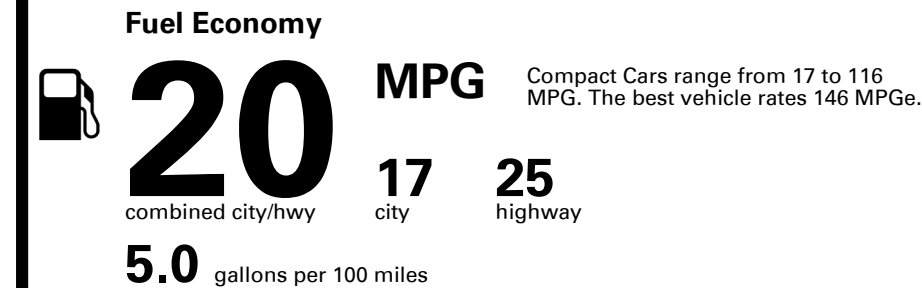 Fuel Economy
20 MPG
Compact Cars range from 17 to 116
MPG. The best vehicle rates 146 MPGe.
17 25
combined city/hwy city highway
5.0 gallons per 100 miles